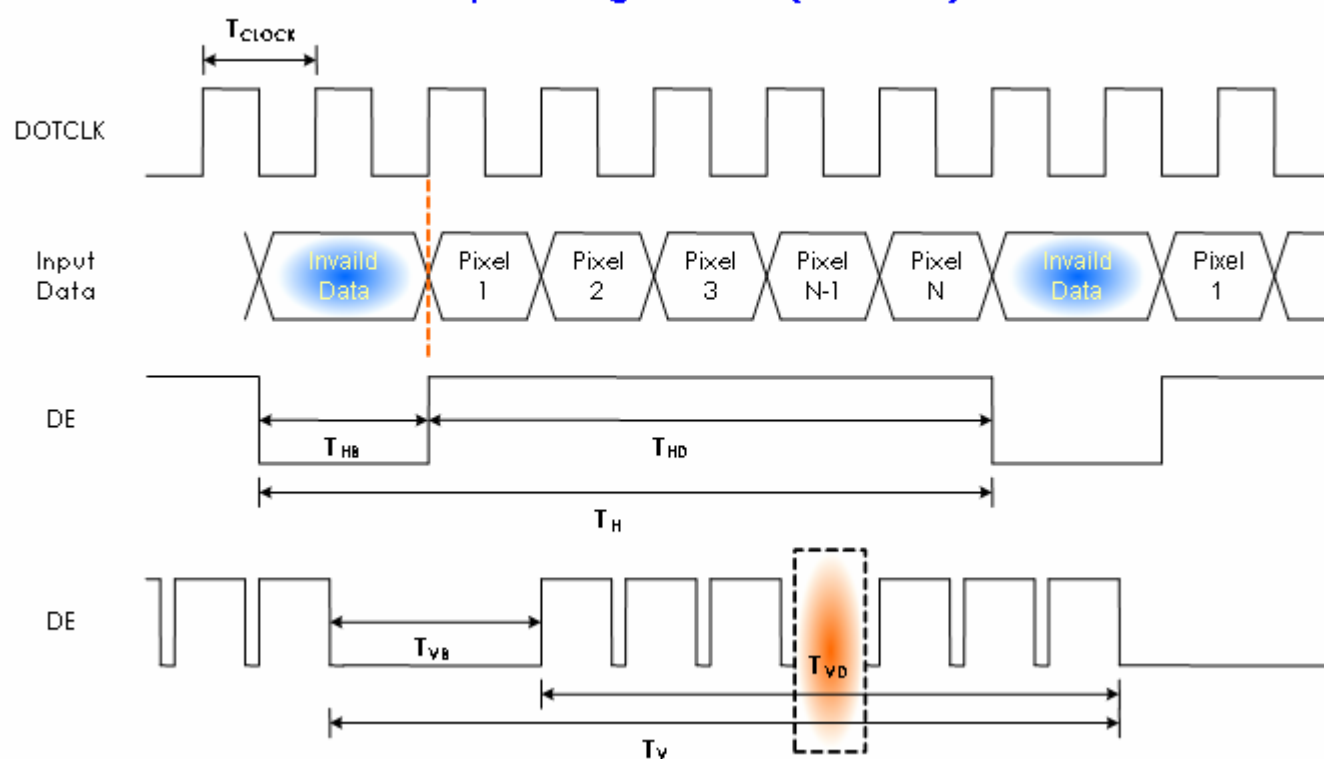 TCLOCK
DOTCLK
Input
Data
Invaild
Data
Pixel
1
Pixel
2
Pixel
3
Pixel
N-1
Pixel
N
Invaild
Data
Pixel
1
DE
THB
THD
TH
DE
TVB
TVD
TV